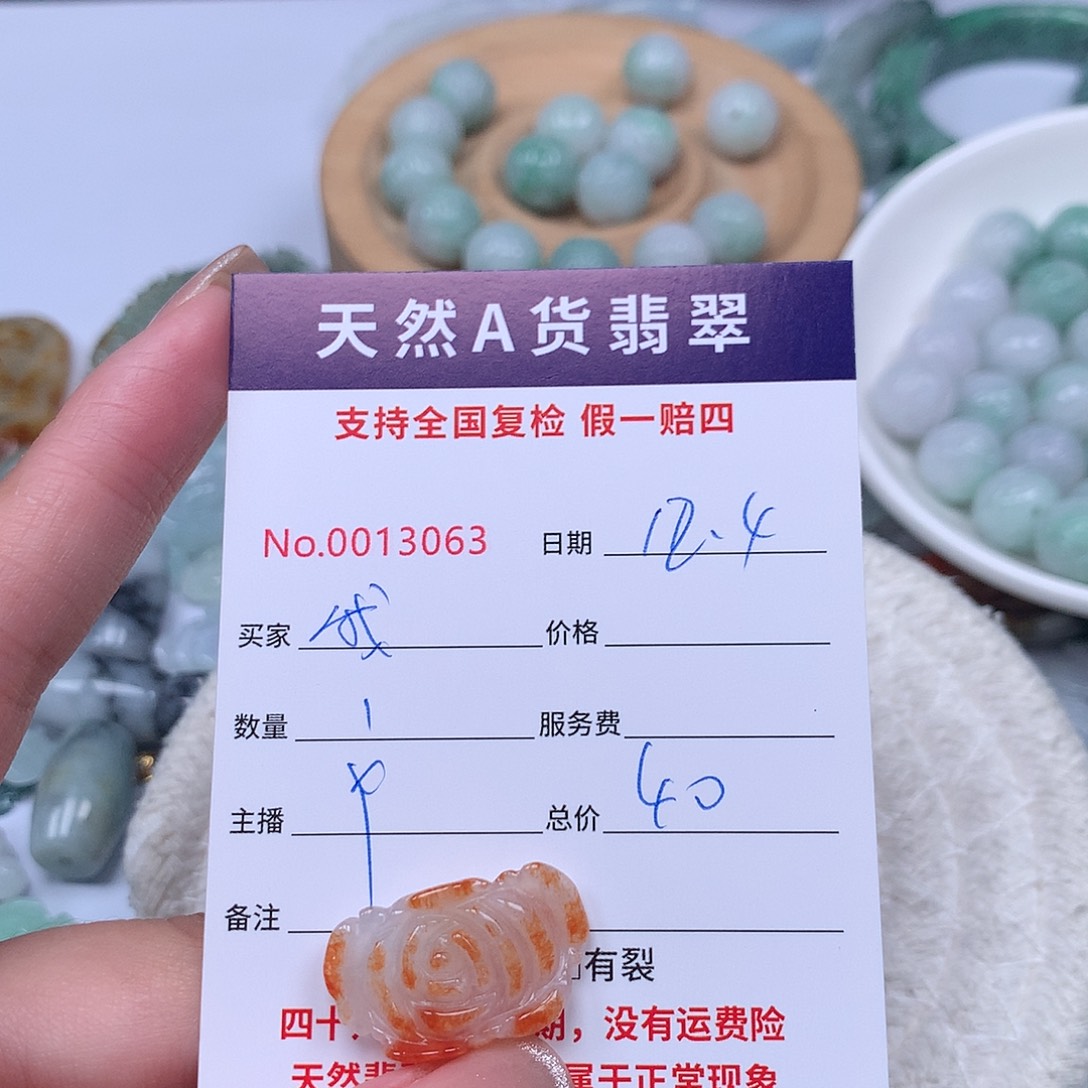 天然A货翡翠
支持全国复检 假一赔四
No.0013063 日期 12.4
买家 价格
数量 1 服务费
主播 中 总价 40
备注
有裂
四十 期，没有运费险
天然翡 属于正常现象